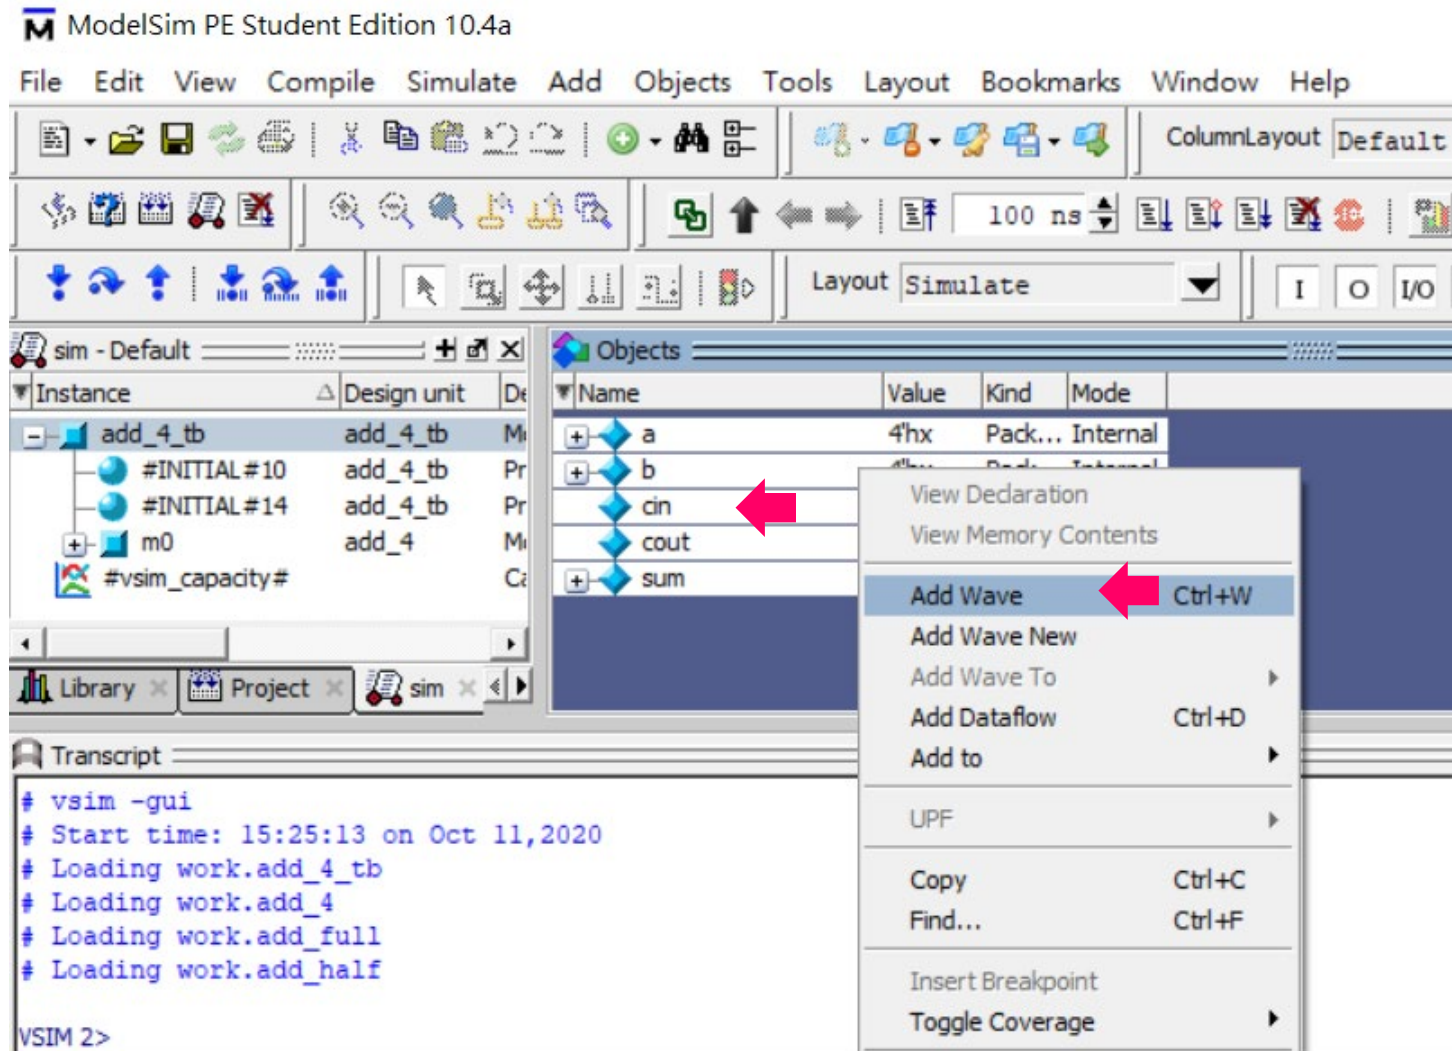 ModelSim PE Student Edition 10.4a
File Edit View Compile Simulate Add Objects Tools Layout Bookmarks Window Help
ColumnLayout Default
100 ns
Layout Simulate
I O I/O
sim - Default
Objects
Instance Design unit
Name Value Kind Mode
add_4_tb add_4_tb
#INITIAL#10 add_4_tb Pr
#INITIAL#14 add_4_tb Pr
m0 add_4
#vsim_capacity# Ca
a 4'hx Pack... Internal
b
cin
cout
sum
View Declaration
View Memory Contents
Add Wave Ctrl+W
Add Wave New
Add Wave To
Add Dataflow Ctrl+D
Add to
UPF
Copy Ctrl+C
Find... Ctrl+F
Insert Breakpoint
Toggle Coverage
Library Project sim
Transcript
# vsim -gui
# Start time: 15:25:13 on Oct 11,2020
# Loading work.add_4_tb
# Loading work.add_4
# Loading work.add_full
# Loading work.add_half
VSIM 2>